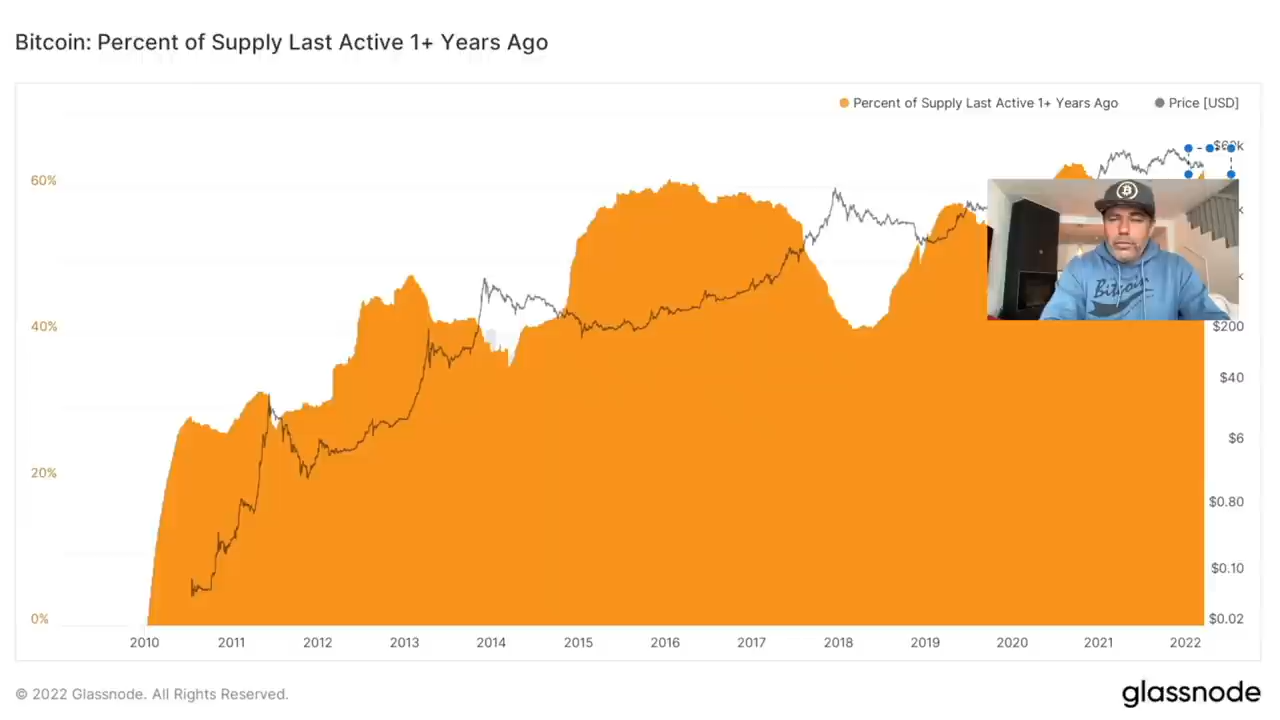 Bitcoin: Percent of Supply Last Active 1+ Years Ago
Percent of Supply Last Active 1+ Years Ago
Price [USD]
60%
40%
20%
0%
$200
$40
$6
$0.80
$0.10
$0.02
Bitcoin
2010 2011 2012 2013 2014 2015 2016 2017 2018 2019 2020 2021 2022
© 2022 Glassnode. All Rights Reserved.
glassnode